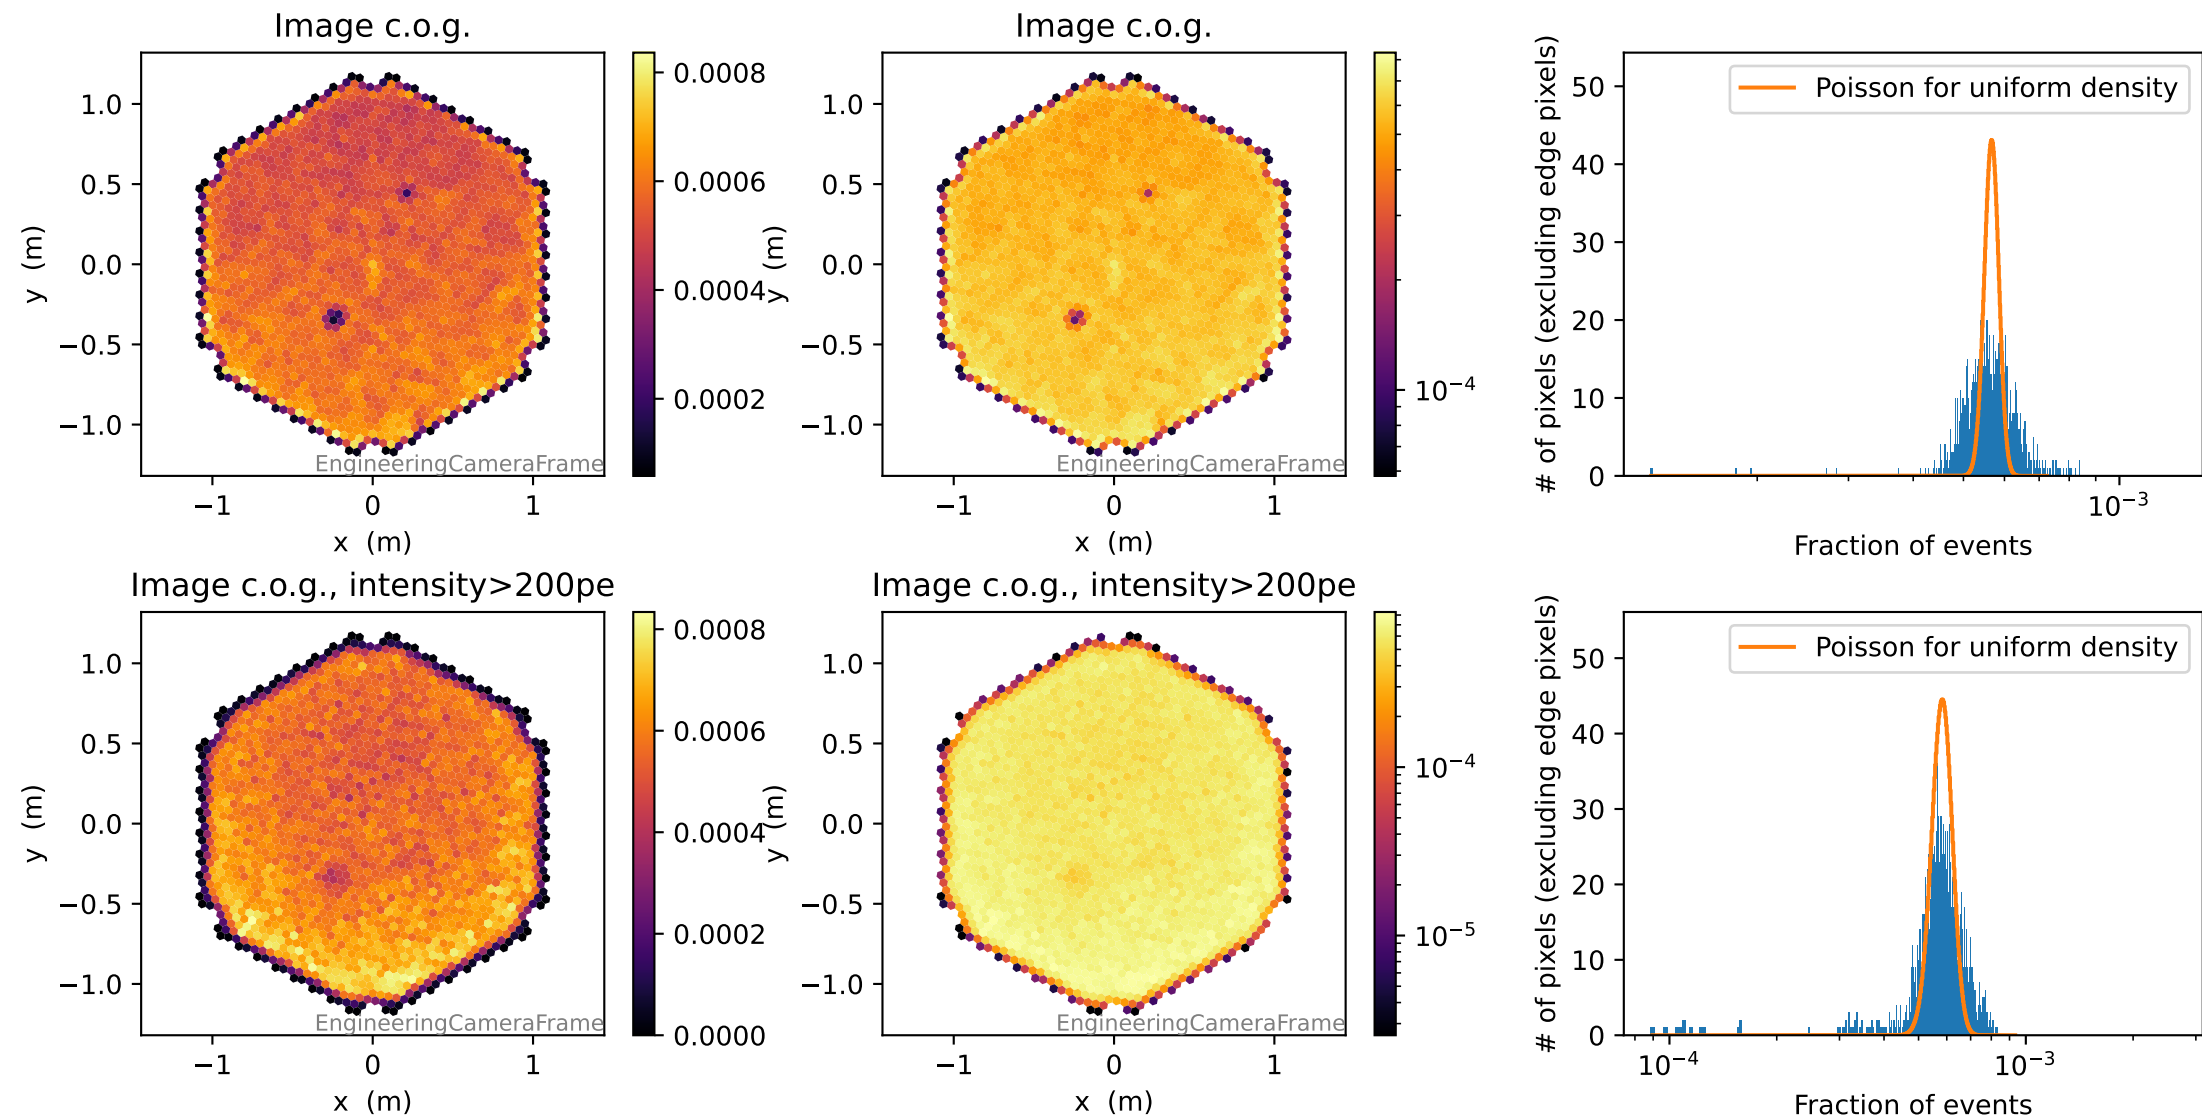 Image c.o.g.
1.0
0.5
0.0
−0.5
−1.0
y (m)
−1
0
1
x (m)
EngineeringCameraFrame
0.0008
0.0006
0.0004
0.0002
Image c.o.g.
1.0
0.5
0.0
−0.5
−1.0
y (m)
−1
0
1
x (m)
EngineeringCameraFrame
10−4
# of pixels (excluding edge pixels)
50
40
30
20
10
0
Poisson for uniform density
10−3
Fraction of events
Image c.o.g., intensity>200pe
1.0
0.5
0.0
−0.5
−1.0
y (m)
−1
0
1
x (m)
EngineeringCameraFrame
0.0008
0.0006
0.0004
0.0002
0.0000
Image c.o.g., intensity>200pe
1.0
0.5
0.0
−0.5
−1.0
y (m)
−1
0
1
x (m)
EngineeringCameraFrame
10−4
10−5
# of pixels (excluding edge pixels)
50
40
30
20
10
0
Poisson for uniform density
10−4
10−3
Fraction of events